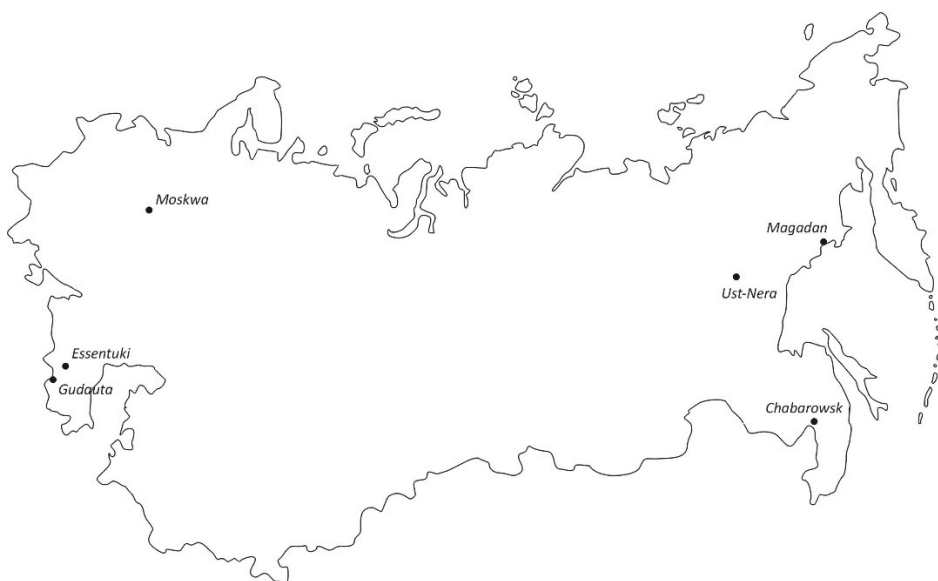 Moskwa
Magadan
Ust-Nera
Essentuki
Gudauta
Chabarowsk